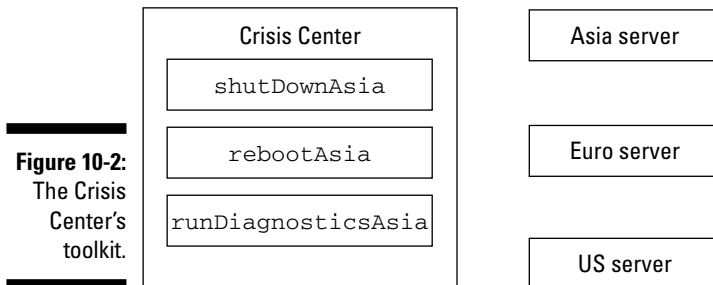 Figure 10-2:
The Crisis
Center's
toolkit.
Crisis Center
shutDownAsia
rebootAsia
runDiagnosticsAsia
Asia server
Euro server
US server